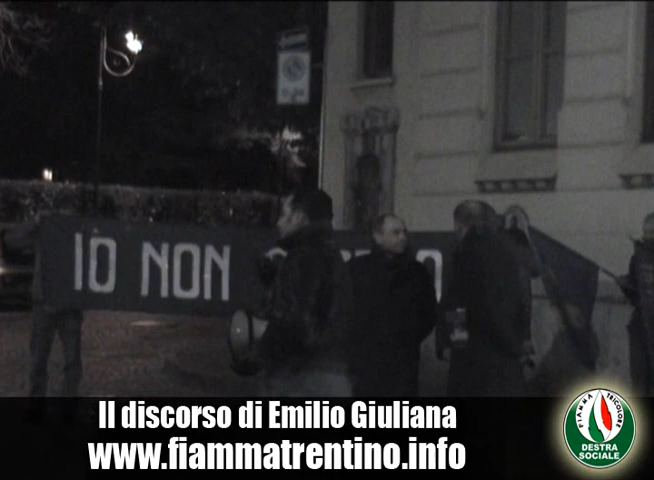 IO NON
Il discorso di Emilio Giuliana
www.fiammatrentino.info
FIAMMA TRICOLORE
DESTRA
SOCIALE